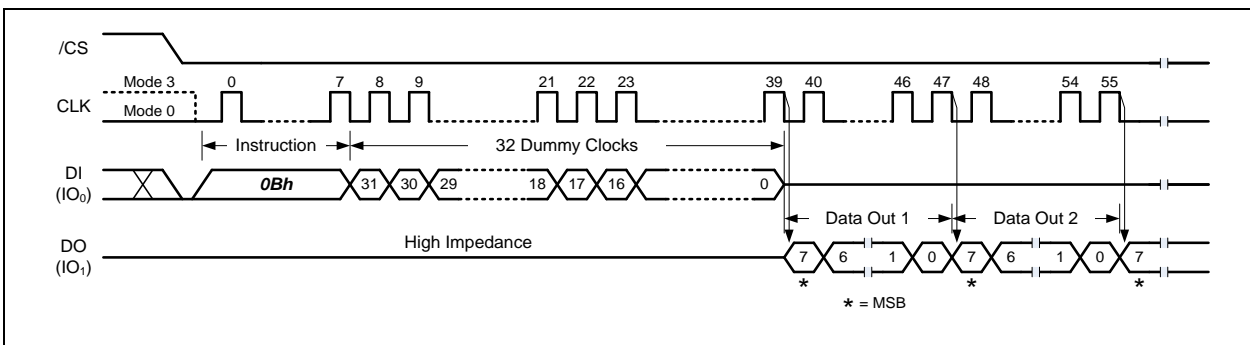 /CS
Mode 3
0 7 8 9 21 22 23 39 40 46 47 48 54 55
CLK
Mode 0
Instruction 32 Dummy Clocks
DI
(IO0)
0Bh 31 30 29 18 17 16 0
Data Out 1 Data Out 2
DO
(IO1)
High Impedance
7 6 1 0 7 6 1 0 7
* * *
* = MSB